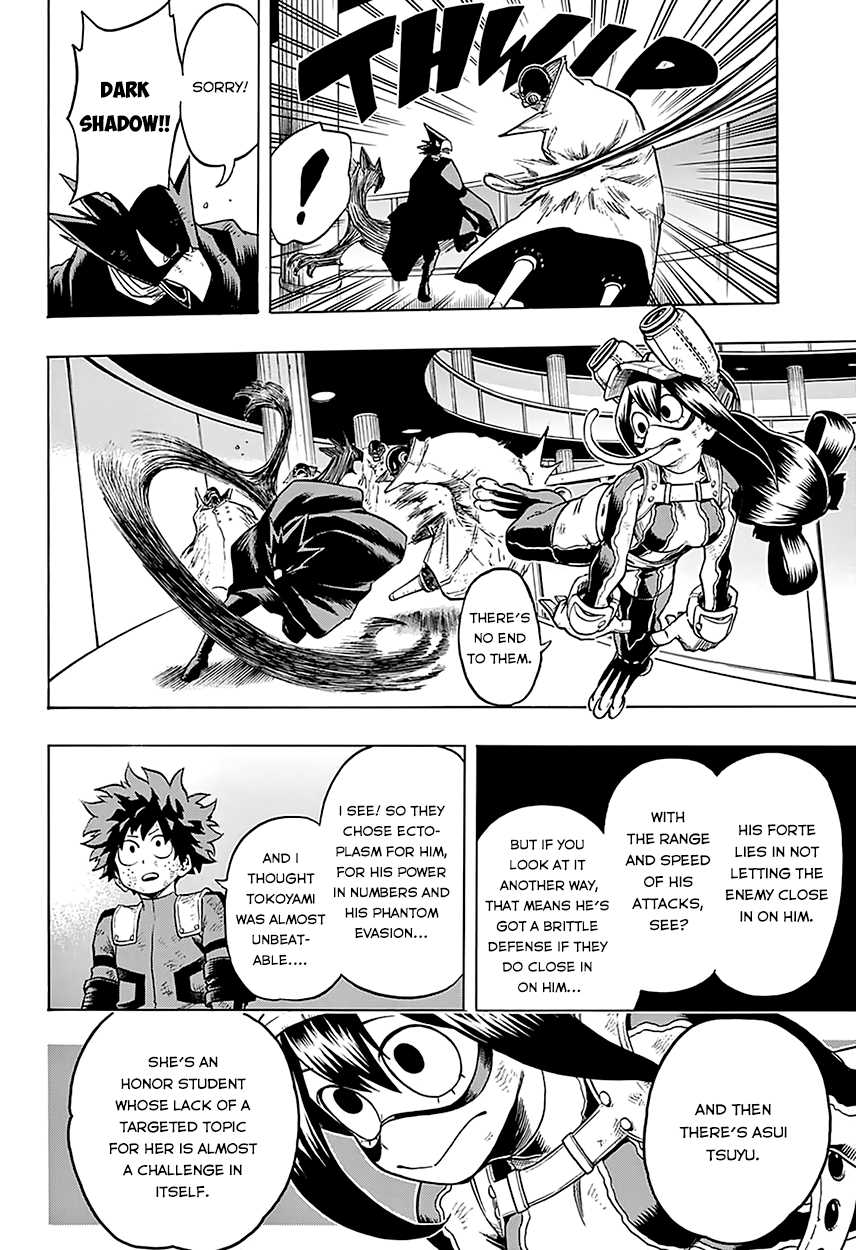 THWIP
!
SORRY!
DARK
SHADOW!!
THERE'S
NO END
TO THEM.
HIS FORTE
LIES IN NOT
LETTING THE
ENEMY CLOSE
IN ON HIM.
WITH
THE RANGE
AND SPEED
OF HIS
ATTACKS,
SEE?
BUT IF YOU
LOOK AT IT
ANOTHER WAY,
THAT MEANS HE'S
GOT A BRITTLE
DEFENSE IF THEY
DO CLOSE IN
ON HIM...
I SEE! SO THEY
CHOSE ECTO-
PLASM FOR HIM,
FOR HIS POWER
IN NUMBERS AND
HIS PHANTOM
EVASION...
AND I
THOUGHT
TOKOYAMI
WAS ALMOST
UNBEAT-
ABLE....
AND THEN
THERE'S ASUI
TSUYU.
SHE'S AN
HONOR STUDENT
WHOSE LACK OF A
TARGETED TOPIC
FOR HER IS ALMOST
A CHALLENGE IN
ITSELF.